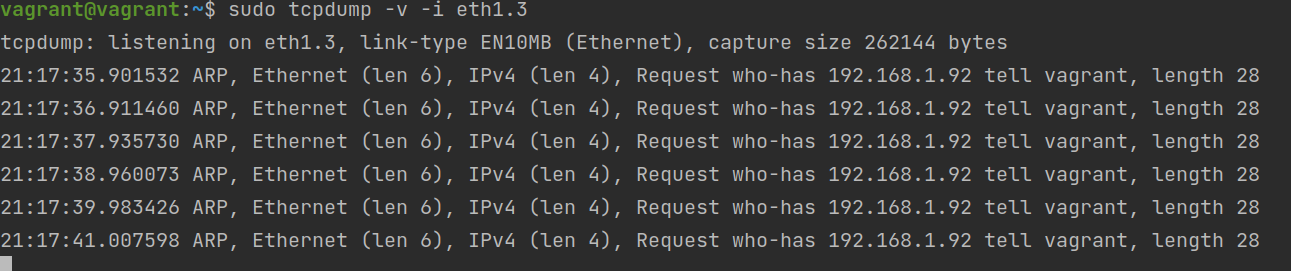 vagrant@vagrant:~$ sudo tcpdump -v -i eth1.3
tcpdump: listening on eth1.3, link-type EN10MB (Ethernet), capture size 262144 bytes
21:17:35.901532 ARP, Ethernet (len 6), IPv4 (len 4), Request who-has 192.168.1.92 tell vagrant, length 28
21:17:36.911460 ARP, Ethernet (len 6), IPv4 (len 4), Request who-has 192.168.1.92 tell vagrant, length 28
21:17:37.935730 ARP, Ethernet (len 6), IPv4 (len 4), Request who-has 192.168.1.92 tell vagrant, length 28
21:17:38.960073 ARP, Ethernet (len 6), IPv4 (len 4), Request who-has 192.168.1.92 tell vagrant, length 28
21:17:39.983426 ARP, Ethernet (len 6), IPv4 (len 4), Request who-has 192.168.1.92 tell vagrant, length 28
21:17:41.007598 ARP, Ethernet (len 6), IPv4 (len 4), Request who-has 192.168.1.92 tell vagrant, length 28